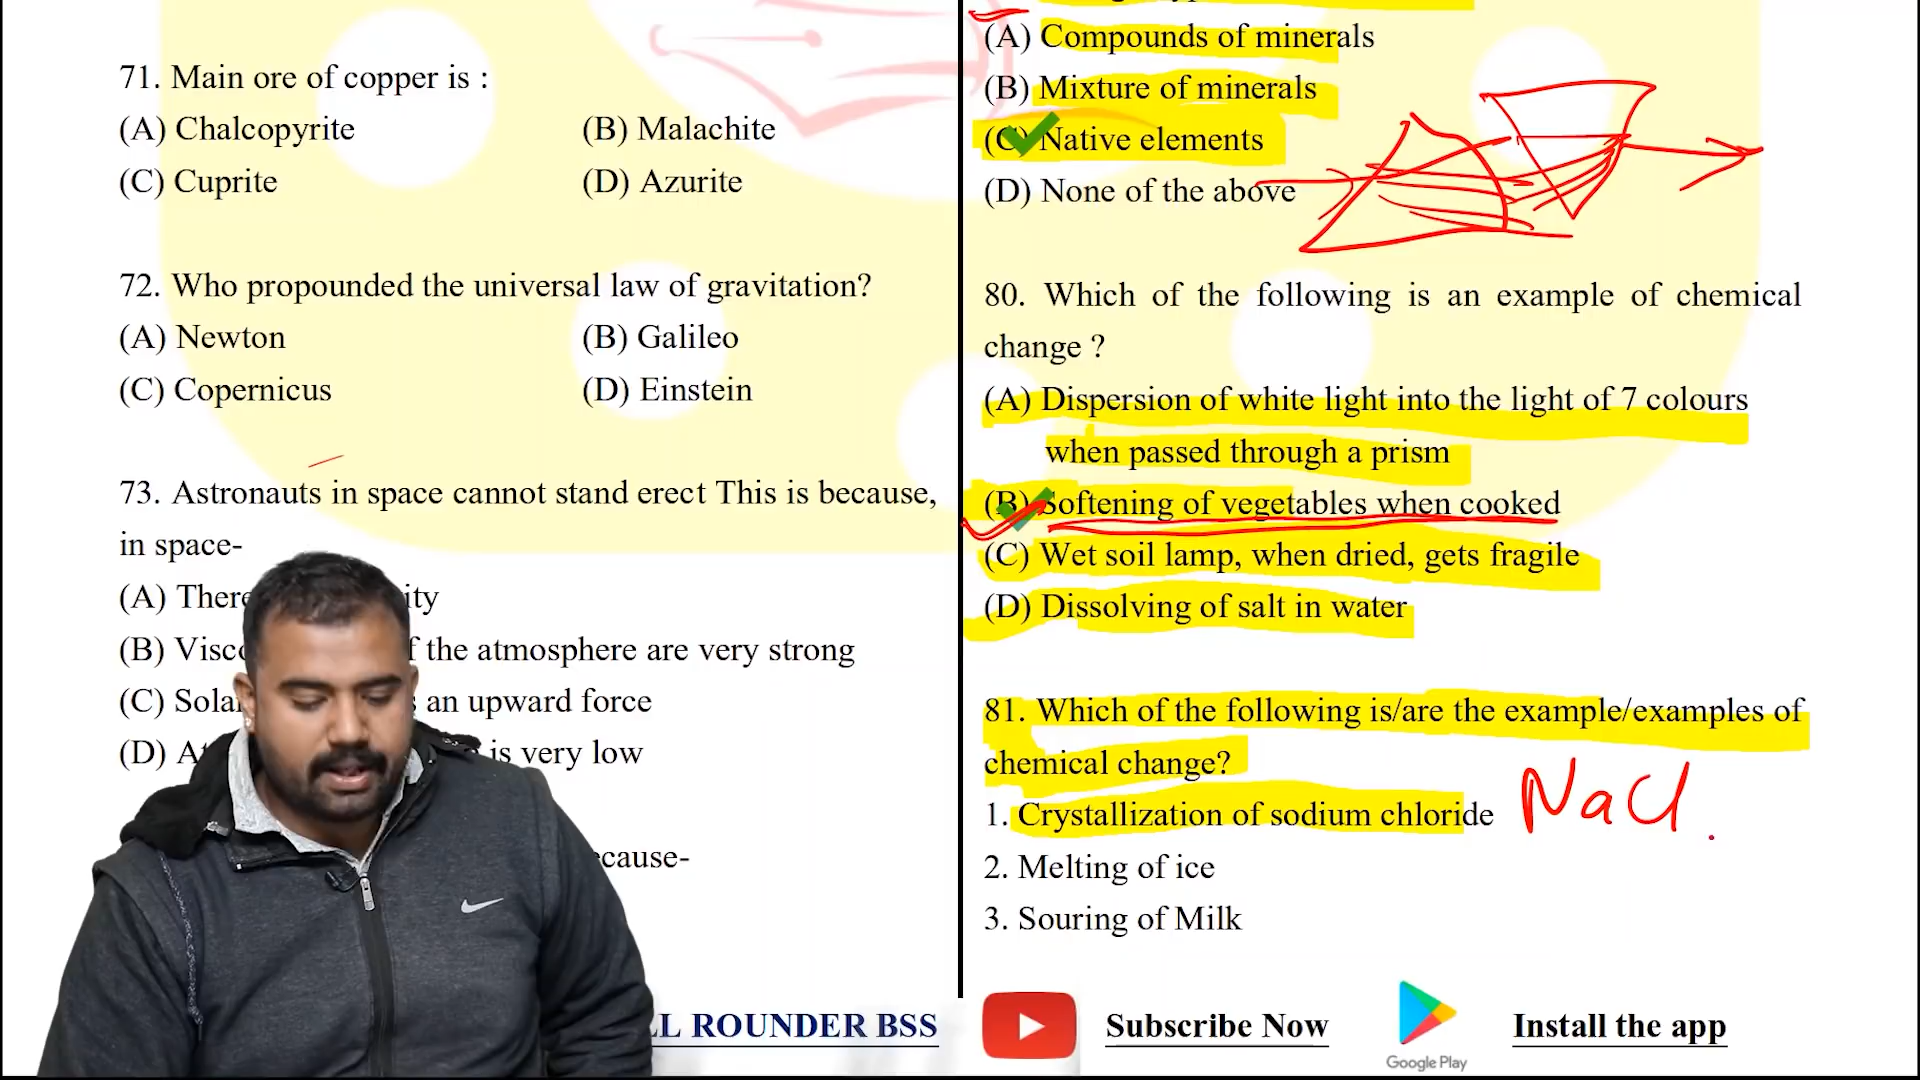 71. Main ore of copper is :
(A) Chalcopyrite (B) Malachite
(C) Cuprite (D) Azurite
72. Who propounded the universal law of gravitation?
(A) Newton (B) Galileo
(C) Copernicus (D) Einstein
73. Astronauts in space cannot stand erect This is because,
in space-
(A) There ity
(B) Visc f the atmosphere are very strong
(C) Sola an upward force
(D) At is very low
ecause-
(A) Compounds of minerals
(B) Mixture of minerals
(C) Native elements
(D) None of the above
80. Which of the following is an example of chemical
change ?
(A) Dispersion of white light into the light of 7 colours
when passed through a prism
(B) Softening of vegetables when cooked
(C) Wet soil lamp, when dried, gets fragile
(D) Dissolving of salt in water
81. Which of the following is/are the example/examples of
chemical change?
1. Crystallization of sodium chloride NaCl
2. Melting of ice
3. Souring of Milk
LL ROUNDER BSS Subscribe Now Google Play Install the app